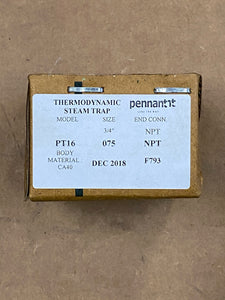 THERMODYNAMIC
STEAM TRAP
pennant
MODEL SIZE END CONN.
3/4" NPT
PT16 075 NPT
BODY
MATERIAL
CA40 DEC 2018 F793